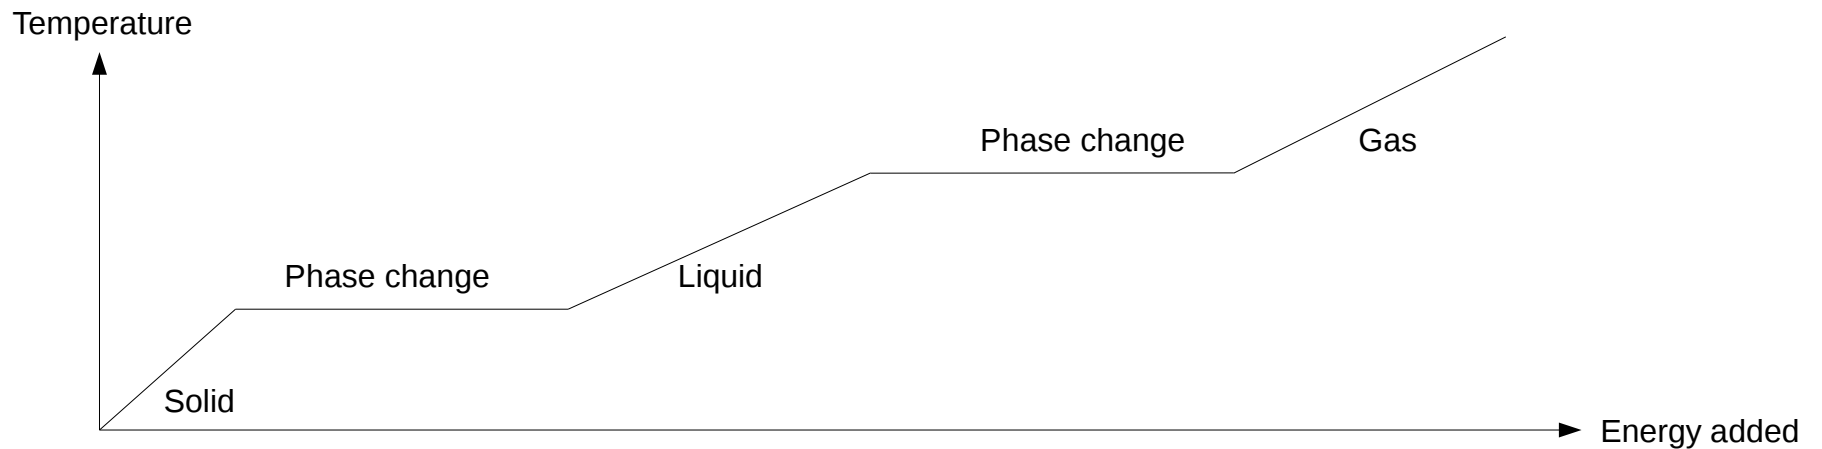 Temperature
Phase change
Gas
Phase change
Liquid
Solid
Energy added